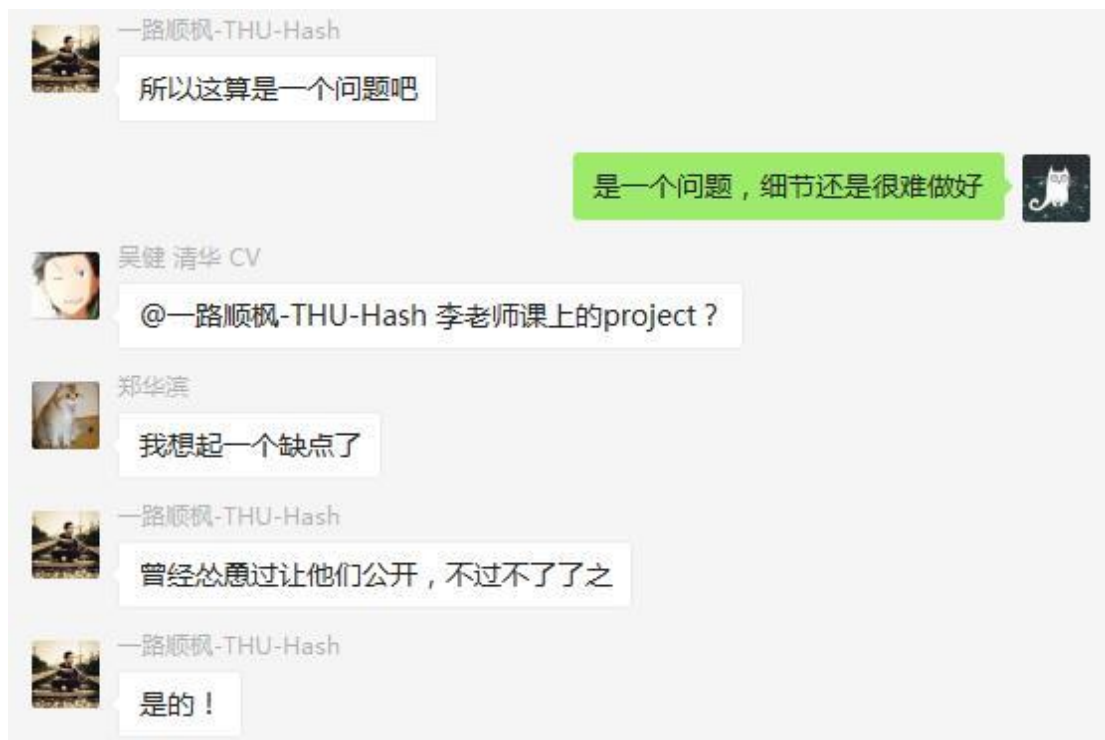 一路顺枫-THU-Hash
所以这算是一个问题吧
是一个问题，细节还是很难做好
吴健 清华 CV
@一路顺枫-THU-Hash 李老师课上的project？
郑华滨
我想起一个缺点了
一路顺枫-THU-Hash
曾经怂恿过让他们公开，不过不了了之
一路顺枫-THU-Hash
是的！